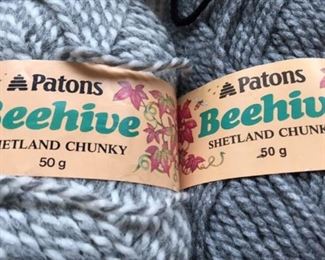 Patons
Beehive
SHETLAND CHUNKY
50 g
Patons
Beehive
SHETLAND CHUNKY
50 g